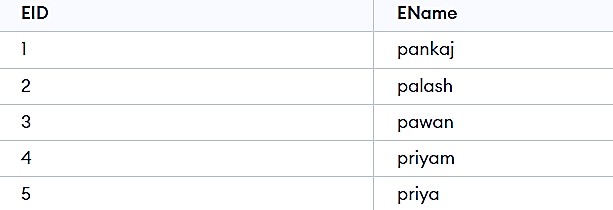 EID EName
1 pankaj
2 palash
3 pawan
4 priyam
5 priya